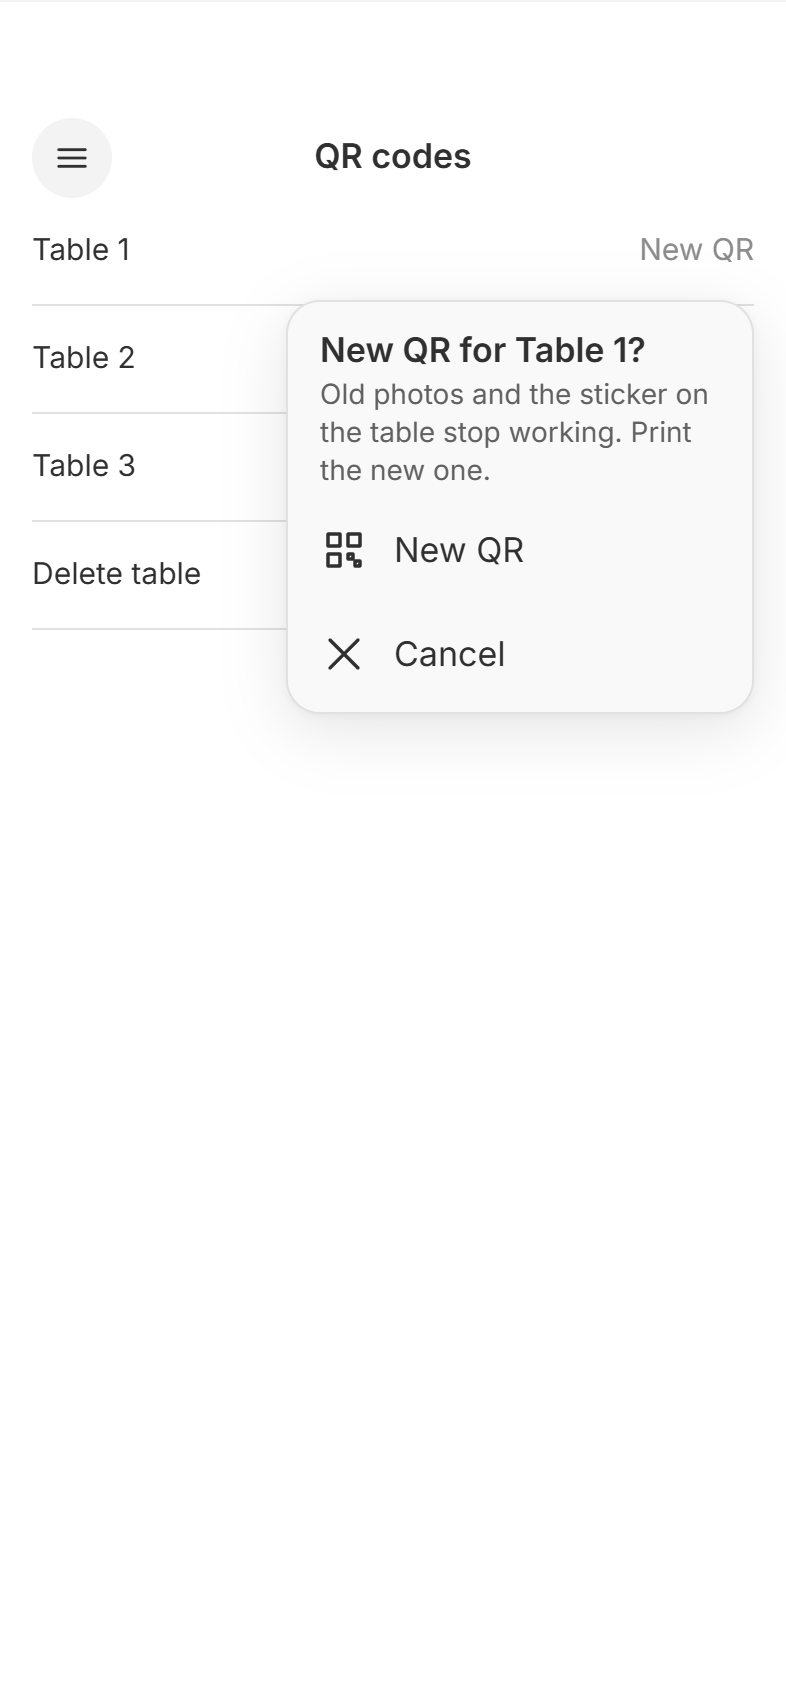 QR codes
Table 1 New QR
Table 2
Table 3
Delete table
New QR for Table 1?
Old photos and the sticker on
the table stop working. Print
the new one.
New QR
Cancel